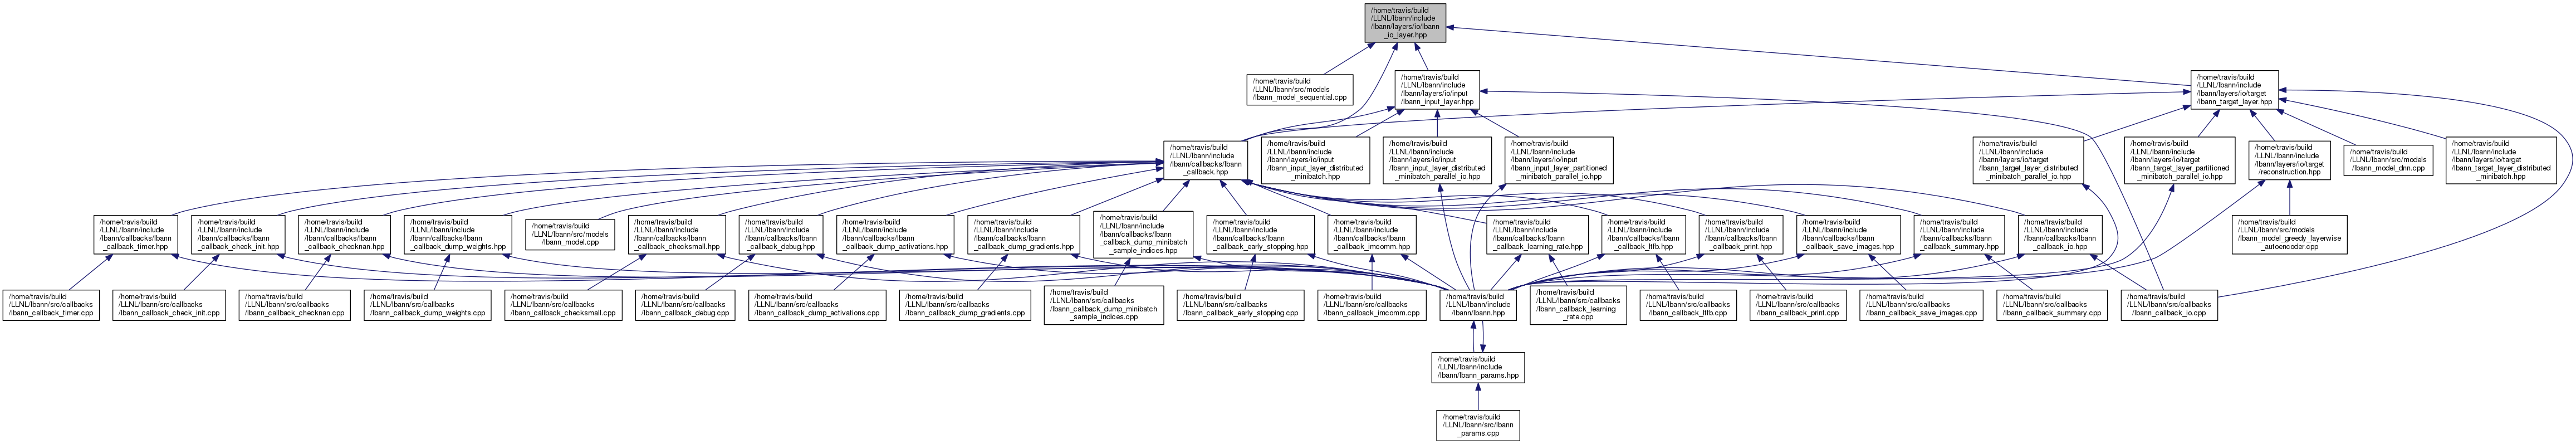 /home/travis/build
/LLNL/lbann/include
/lbann/layers/io/lbann
_io_layer.hpp
/home/travis/build
/LLNL/lbann/src/models
/lbann_model_sequential.cpp
/home/travis/build
/LLNL/lbann/include
/lbann/layers/io/input
/lbann_input_layer.hpp
/home/travis/build
/LLNL/lbann/include
/lbann/layers/io/target
/lbann_target_layer.hpp
/home/travis/build
/LLNL/lbann/include
/lbann/callbacks/lbann
_callback.hpp
/home/travis/build
/LLNL/lbann/include
/lbann/layers/io/input
/lbann_input_layer_distributed
_minibatch.hpp
/home/travis/build
/LLNL/lbann/include
/lbann/layers/io/input
/lbann_input_layer_distributed
_minibatch_parallel_io.hpp
/home/travis/build
/LLNL/lbann/include
/lbann/layers/io/input
/lbann_input_layer_partitioned
_minibatch_parallel_io.hpp
/home/travis/build
/LLNL/lbann/include
/lbann/layers/io/target
/lbann_target_layer_distributed
_minibatch_parallel_io.hpp
/home/travis/build
/LLNL/lbann/include
/lbann/layers/io/target
/lbann_target_layer_partitioned
_minibatch_parallel_io.hpp
/home/travis/build
/LLNL/lbann/include
/lbann/layers/io/target
/reconstruction.hpp
/home/travis/build
/LLNL/lbann/src/models
/lbann_model_dnn.cpp
/home/travis/build
/LLNL/lbann/include
/lbann/layers/io/target
/lbann_target_layer_distributed
_minibatch.hpp
/home/travis/build
/LLNL/lbann/include
/lbann/callbacks/lbann
_callback_timer.hpp
/home/travis/build
/LLNL/lbann/include
/lbann/callbacks/lbann
_callback_check_init.hpp
/home/travis/build
/LLNL/lbann/include
/lbann/callbacks/lbann
_callback_checknan.hpp
/home/travis/build
/LLNL/lbann/include
/lbann/callbacks/lbann
_callback_dump_weights.hpp
/home/travis/build
/LLNL/lbann/src/models
/lbann_model.cpp
/home/travis/build
/LLNL/lbann/include
/lbann/callbacks/lbann
_callback_checksmall.hpp
/home/travis/build
/LLNL/lbann/include
/lbann/callbacks/lbann
_callback_debug.hpp
/home/travis/build
/LLNL/lbann/include
/lbann/callbacks/lbann
_callback_dump_activations.hpp
/home/travis/build
/LLNL/lbann/include
/lbann/callbacks/lbann
_callback_dump_gradients.hpp
/home/travis/build
/LLNL/lbann/include
/lbann/callbacks/lbann
_callback_dump_minibatch
_sample_indices.hpp
/home/travis/build
/LLNL/lbann/include
/lbann/callbacks/lbann
_callback_early_stopping.hpp
/home/travis/build
/LLNL/lbann/include
/lbann/callbacks/lbann
_callback_imcomm.hpp
/home/travis/build
/LLNL/lbann/include
/lbann/callbacks/lbann
_callback_learning_rate.hpp
/home/travis/build
/LLNL/lbann/include
/lbann/callbacks/lbann
_callback_ltfb.hpp
/home/travis/build
/LLNL/lbann/include
/lbann/callbacks/lbann
_callback_print.hpp
/home/travis/build
/LLNL/lbann/include
/lbann/callbacks/lbann
_callback_save_images.hpp
/home/travis/build
/LLNL/lbann/include
/lbann/callbacks/lbann
_callback_summary.hpp
/home/travis/build
/LLNL/lbann/include
/lbann/callbacks/lbann
_callback_io.hpp
/home/travis/build
/LLNL/lbann/src/models
/lbann_model_greedy_layerwise
_autoencoder.cpp
/home/travis/build
/LLNL/lbann/src/callbacks
/lbann_callback_timer.cpp
/home/travis/build
/LLNL/lbann/src/callbacks
/lbann_callback_check_init.cpp
/home/travis/build
/LLNL/lbann/src/callbacks
/lbann_callback_checknan.cpp
/home/travis/build
/LLNL/lbann/src/callbacks
/lbann_callback_dump_weights.cpp
/home/travis/build
/LLNL/lbann/src/callbacks
/lbann_callback_checksmall.cpp
/home/travis/build
/LLNL/lbann/src/callbacks
/lbann_callback_debug.cpp
/home/travis/build
/LLNL/lbann/src/callbacks
/lbann_callback_dump_activations.cpp
/home/travis/build
/LLNL/lbann/src/callbacks
/lbann_callback_dump_gradients.cpp
/home/travis/build
/LLNL/lbann/src/callbacks
/lbann_callback_dump_minibatch
_sample_indices.cpp
/home/travis/build
/LLNL/lbann/src/callbacks
/lbann_callback_early_stopping.cpp
/home/travis/build
/LLNL/lbann/src/callbacks
/lbann_callback_imcomm.cpp
/home/travis/build
/LLNL/lbann/include
/lbann/lbann.hpp
/home/travis/build
/LLNL/lbann/src/callbacks
/lbann_callback_learning
_rate.cpp
/home/travis/build
/LLNL/lbann/src/callbacks
/lbann_callback_ltfb.cpp
/home/travis/build
/LLNL/lbann/src/callbacks
/lbann_callback_print.cpp
/home/travis/build
/LLNL/lbann/src/callbacks
/lbann_callback_save_images.cpp
/home/travis/build
/LLNL/lbann/src/callbacks
/lbann_callback_summary.cpp
/home/travis/build
/LLNL/lbann/src/callbacks
/lbann_callback_io.cpp
/home/travis/build
/LLNL/lbann/include
/lbann/lbann_params.hpp
/home/travis/build
/LLNL/lbann/src/lbann
_params.cpp